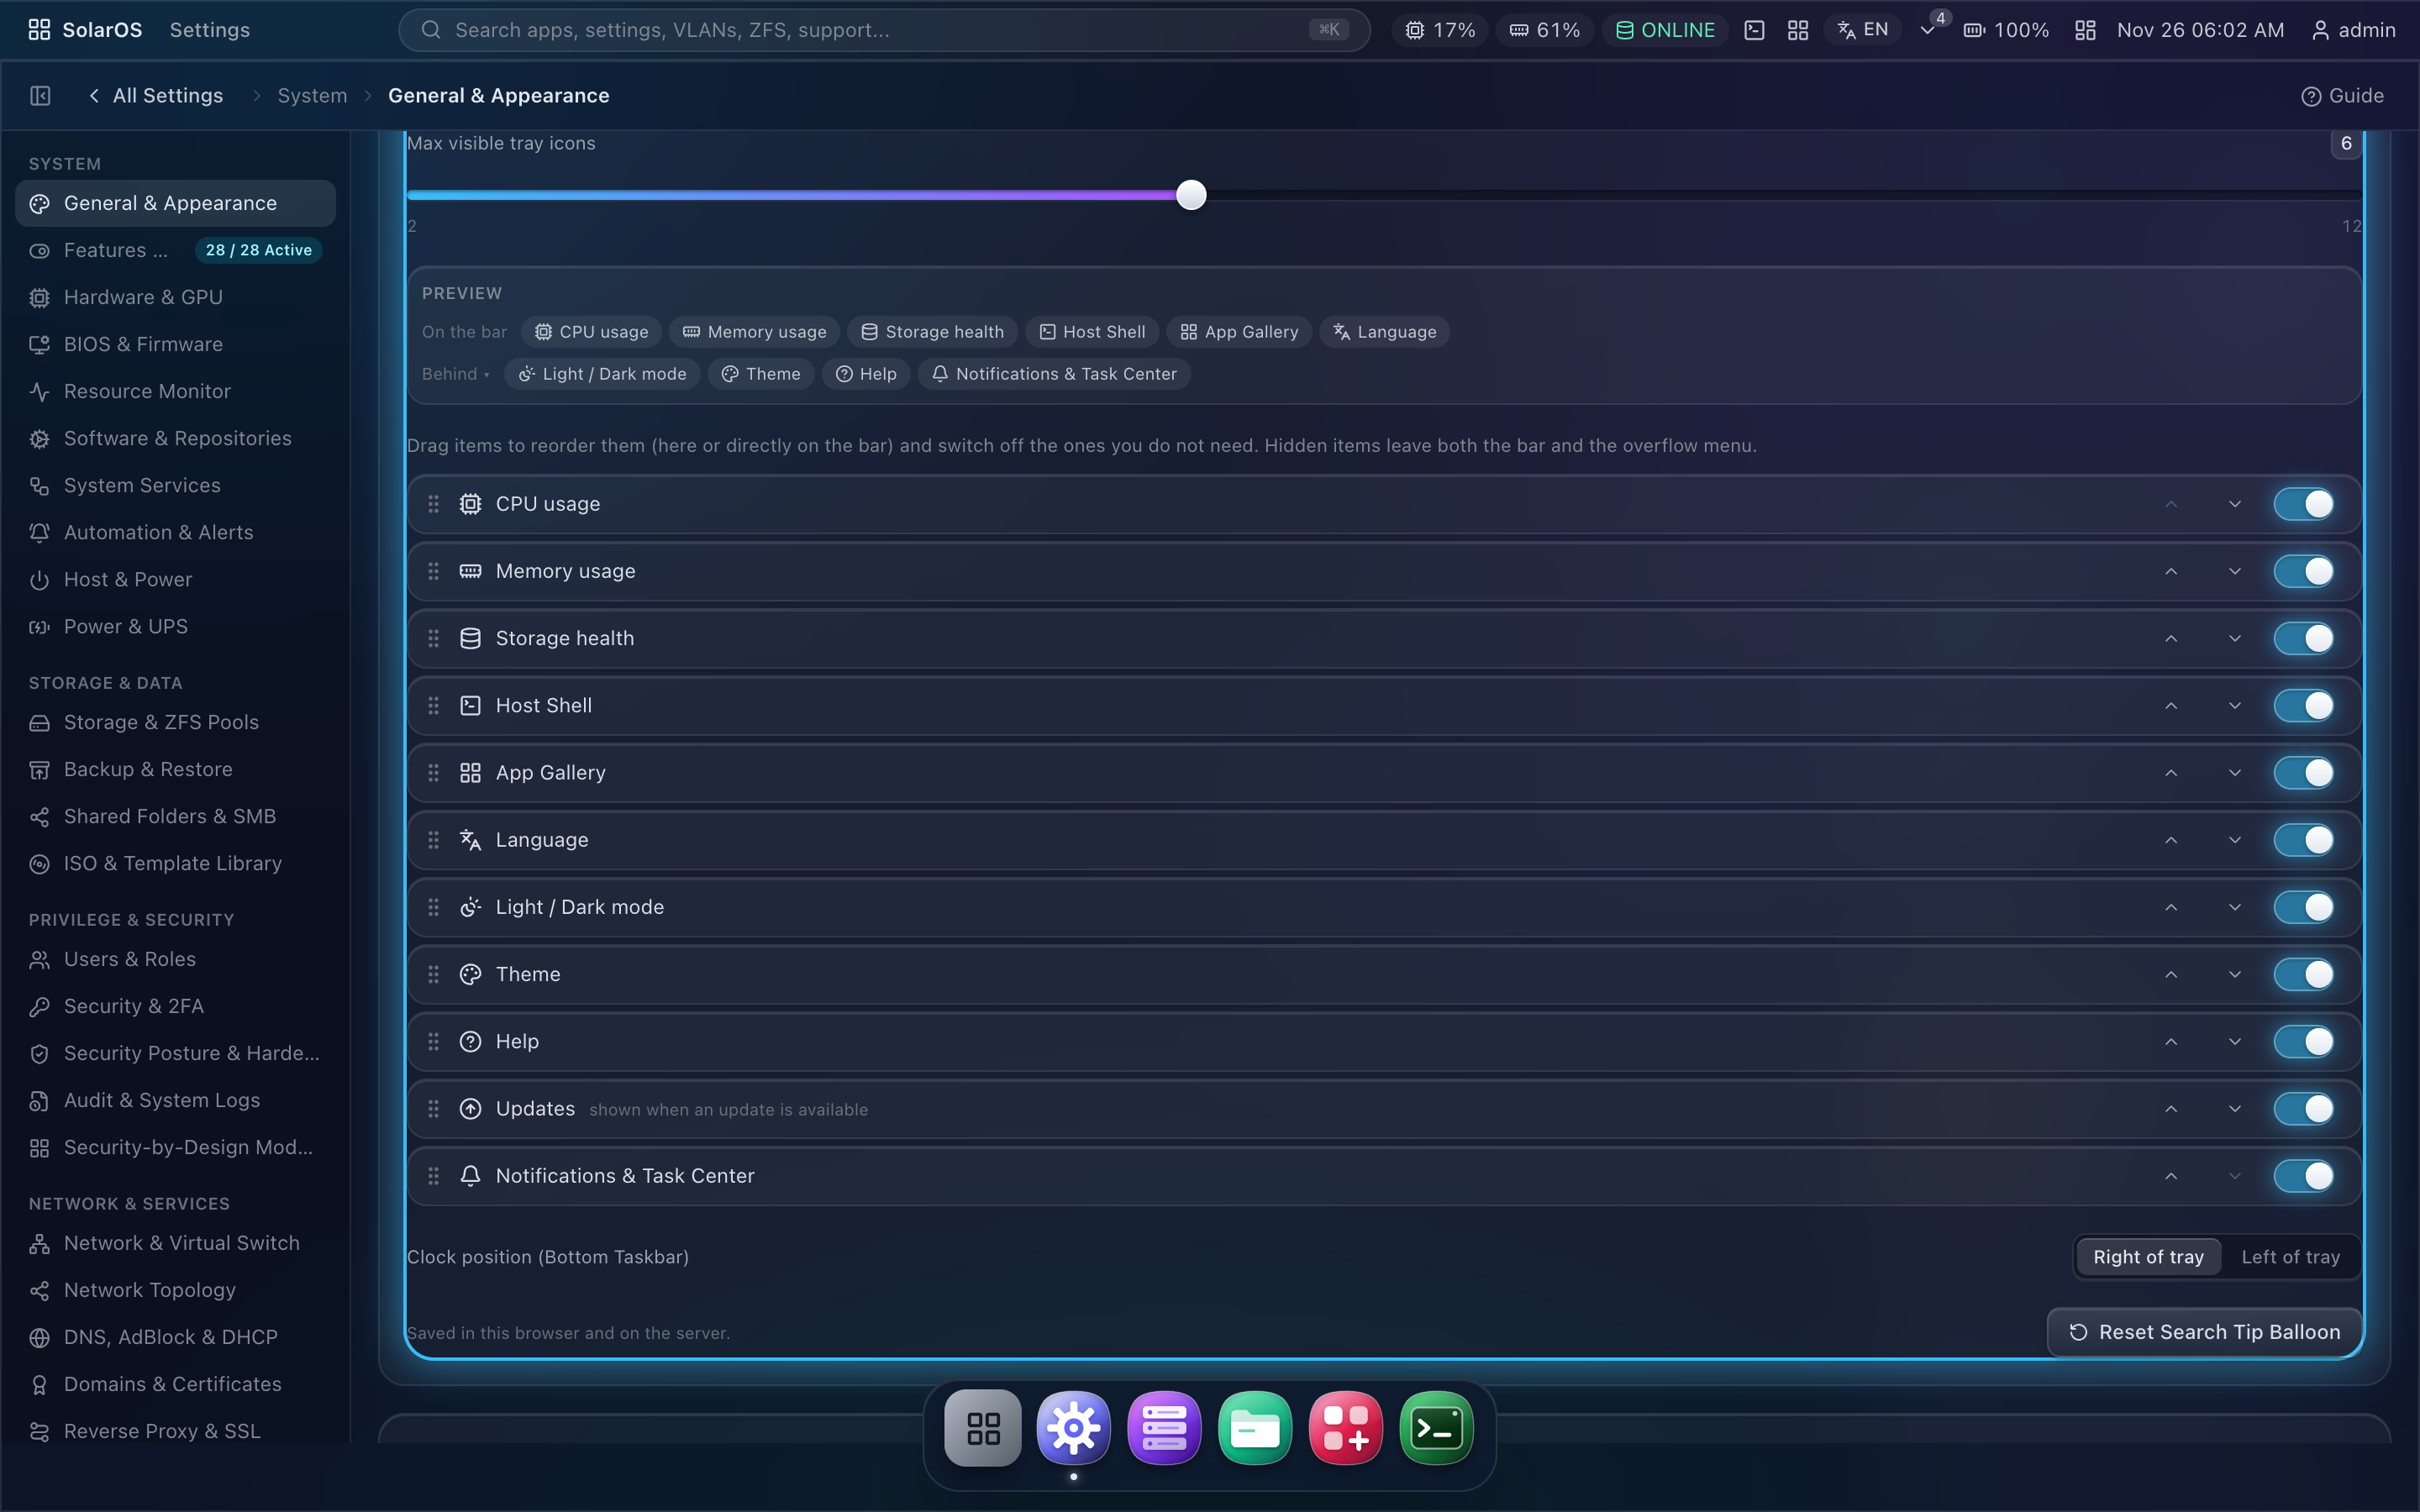 SolarOS Settings Search apps, settings, VLANs, ZFS, support... ⌘K 17% 61% ONLINE EN 4 100% Nov 26 06:02 AM admin
All Settings System General & Appearance Guide
SYSTEM
General & Appearance
Features ... 28 / 28 Active
Hardware & GPU
BIOS & Firmware
Resource Monitor
Software & Repositories
System Services
Automation & Alerts
Host & Power
Power & UPS
STORAGE & DATA
Storage & ZFS Pools
Backup & Restore
Shared Folders & SMB
ISO & Template Library
PRIVILEGE & SECURITY
Users & Roles
Security & 2FA
Security Posture & Harde...
Audit & System Logs
Security-by-Design Mod...
NETWORK & SERVICES
Network & Virtual Switch
Network Topology
DNS, AdBlock & DHCP
Domains & Certificates
Reverse Proxy & SSL
Max visible tray icons 6
2 12
PREVIEW
On the bar CPU usage Memory usage Storage health Host Shell App Gallery Language
Behind Light / Dark mode Theme Help Notifications & Task Center
Drag items to reorder them (here or directly on the bar) and switch off the ones you do not need. Hidden items leave both the bar and the overflow menu.
CPU usage
Memory usage
Storage health
Host Shell
App Gallery
Language
Light / Dark mode
Theme
Help
Updates shown when an update is available
Notifications & Task Center
Clock position (Bottom Taskbar) Right of tray Left of tray
Saved in this browser and on the server. Reset Search Tip Balloon